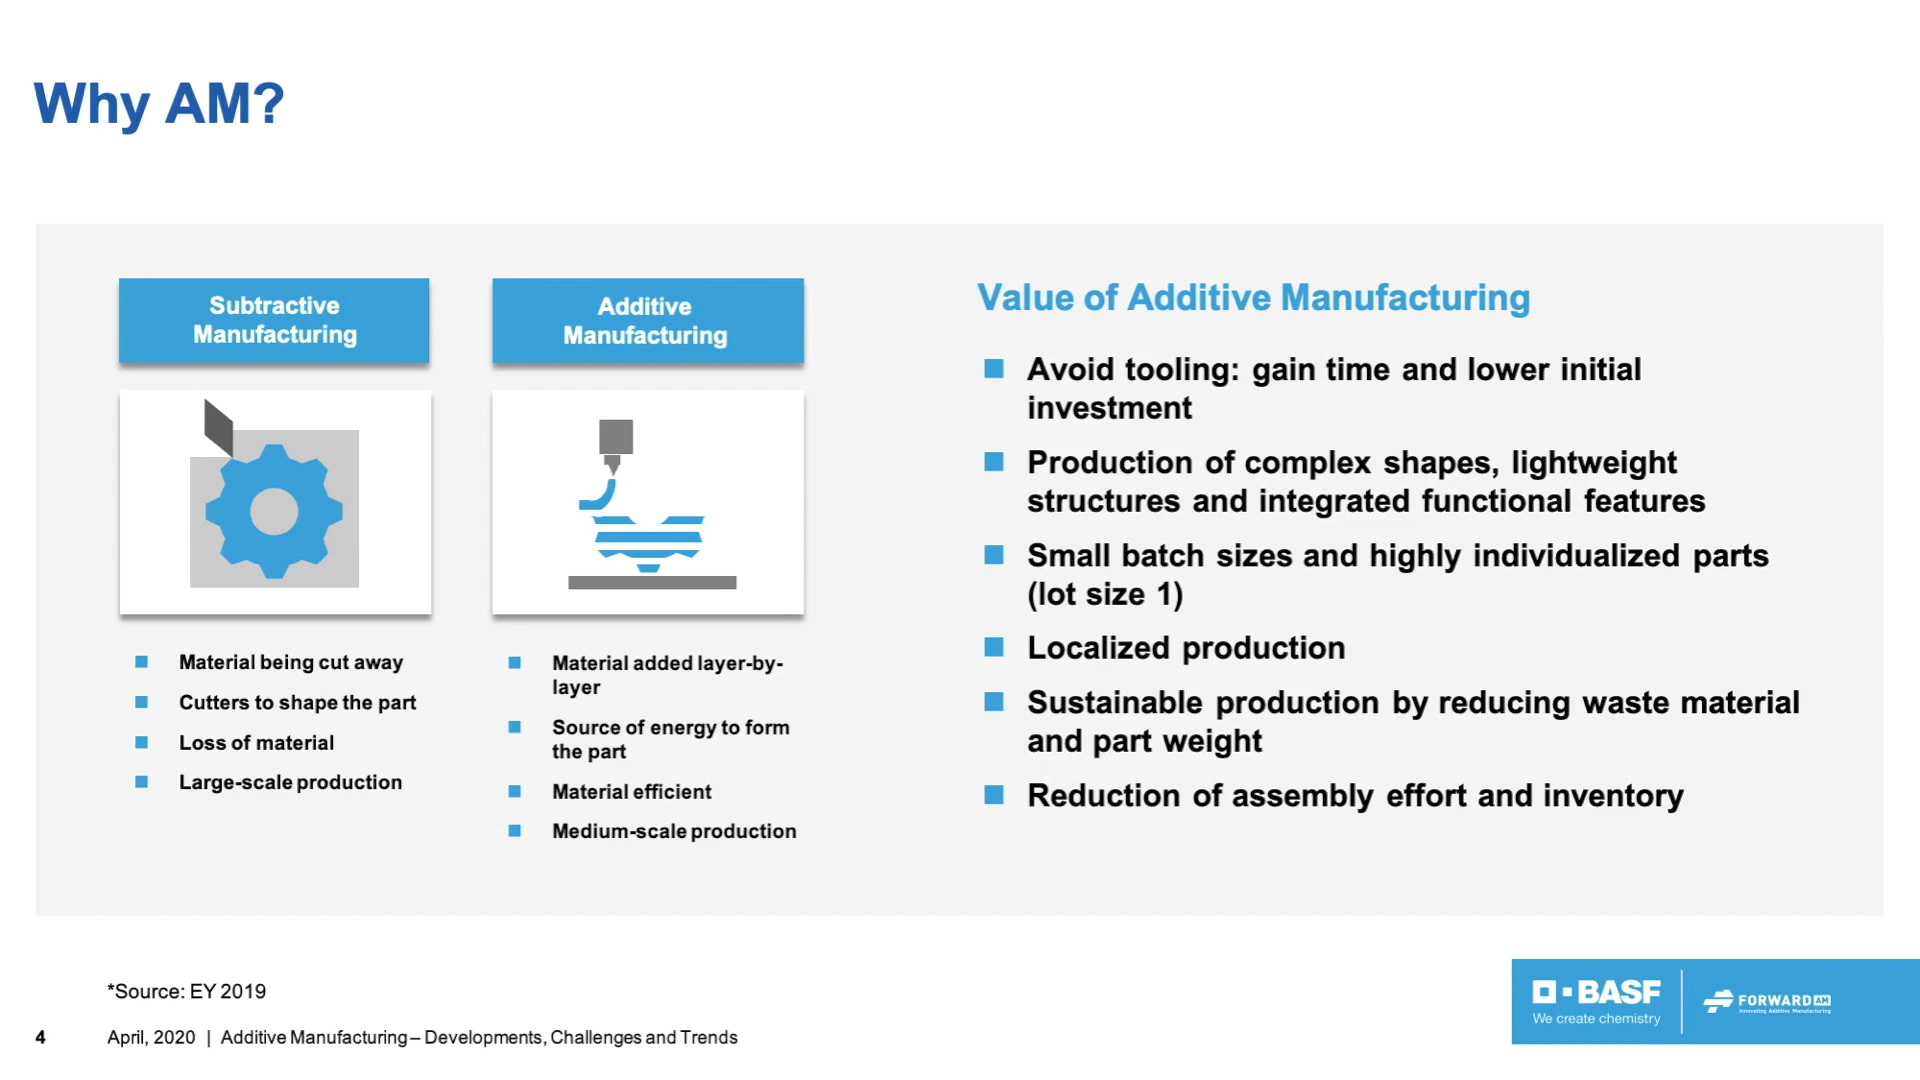 Why AM?
Subtractive
Manufacturing
Additive
Manufacturing
Material being cut away
Cutters to shape the part
Loss of material
Large-scale production
Material added layer-by-
layer
Source of energy to form
the part
Material efficient
Medium-scale production
Value of Additive Manufacturing
Avoid tooling: gain time and lower initial
investment
Production of complex shapes, lightweight
structures and integrated functional features
Small batch sizes and highly individualized parts
(lot size 1)
Localized production
Sustainable production by reducing waste material
and part weight
Reduction of assembly effort and inventory
*Source: EY 2019
4 April, 2020 | Additive Manufacturing – Developments, Challenges and Trends
BASF
We create chemistry
FORWARD AM
Innovating Additive Manufacturing